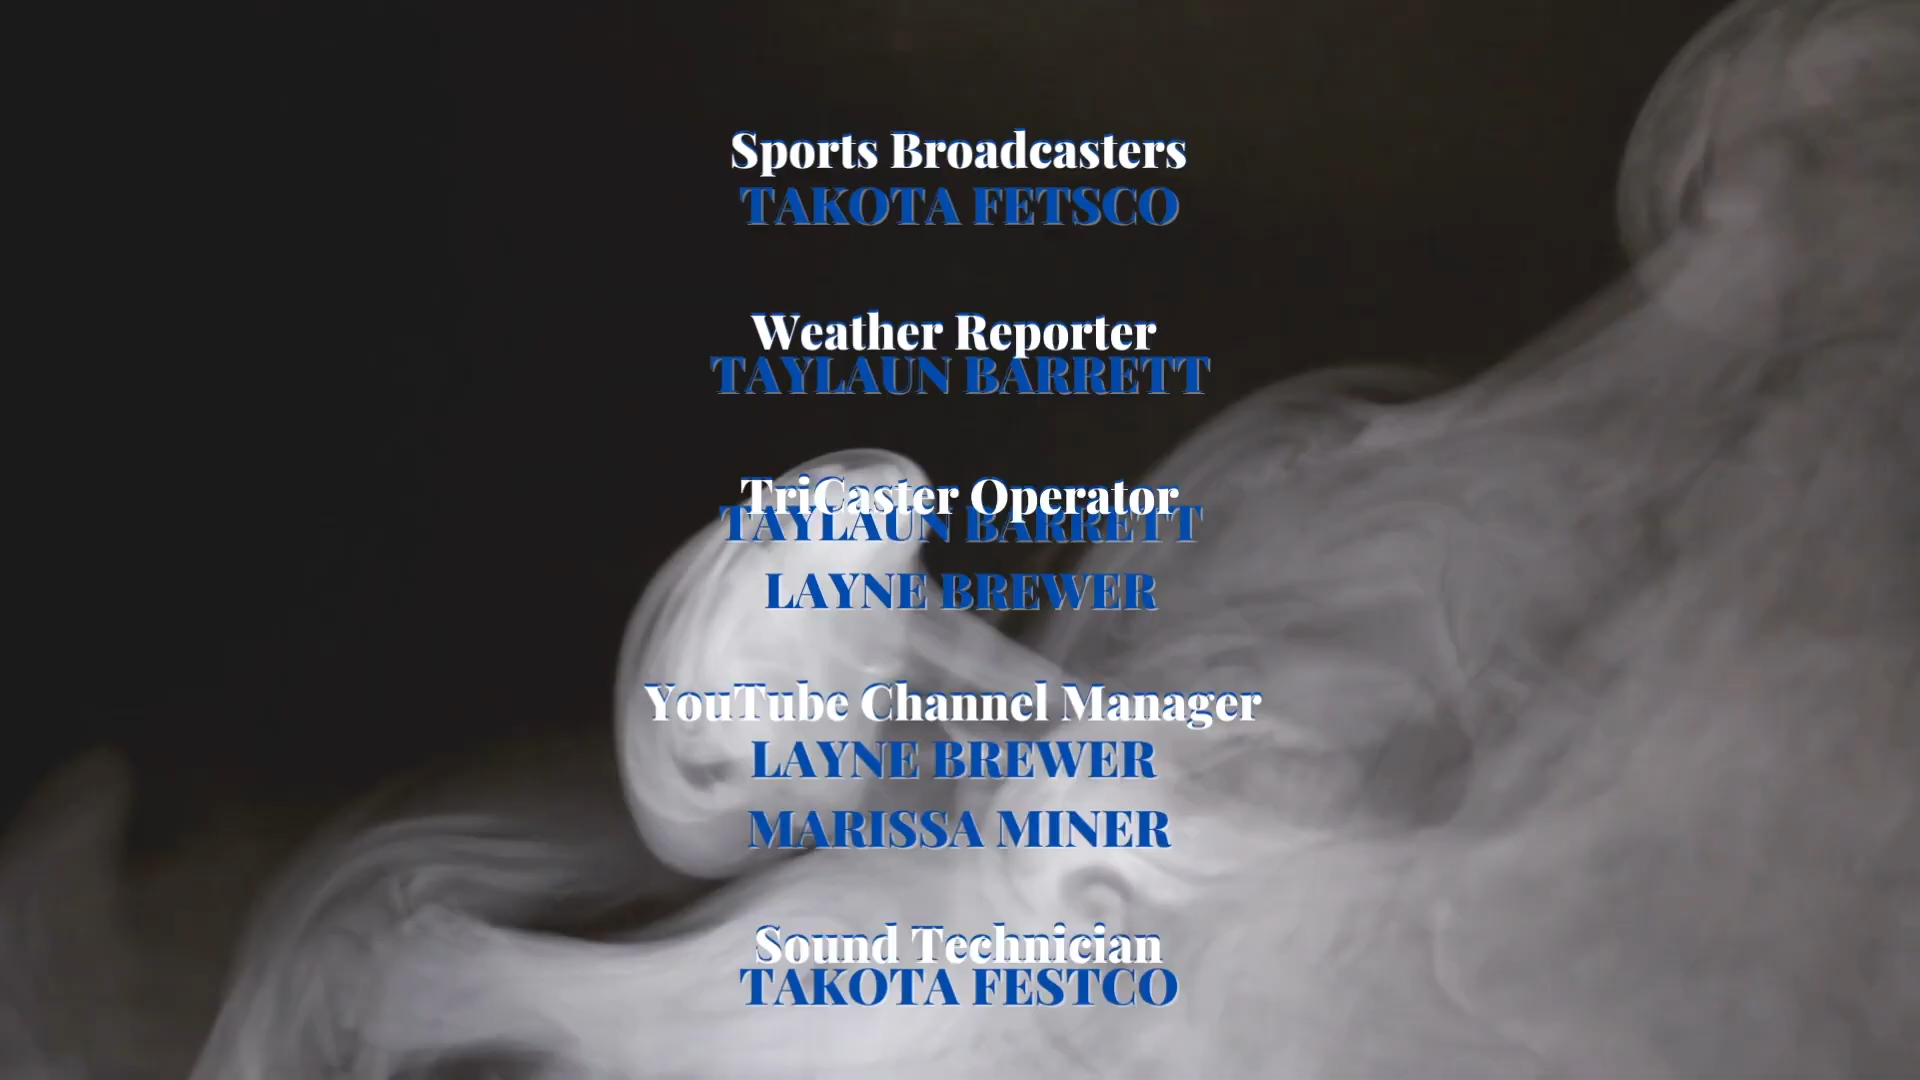 Sports Broadcasters
TAKOTA FETSCO
Weather Reporter
TAYLAUN BARRETT
TriCaster Operator
TAYLAUN BARRETT
LAYNE BREWER
YouTube Channel Manager
LAYNE BREWER
MARISSA MINER
Sound Technician
TAKOTA FESTCO